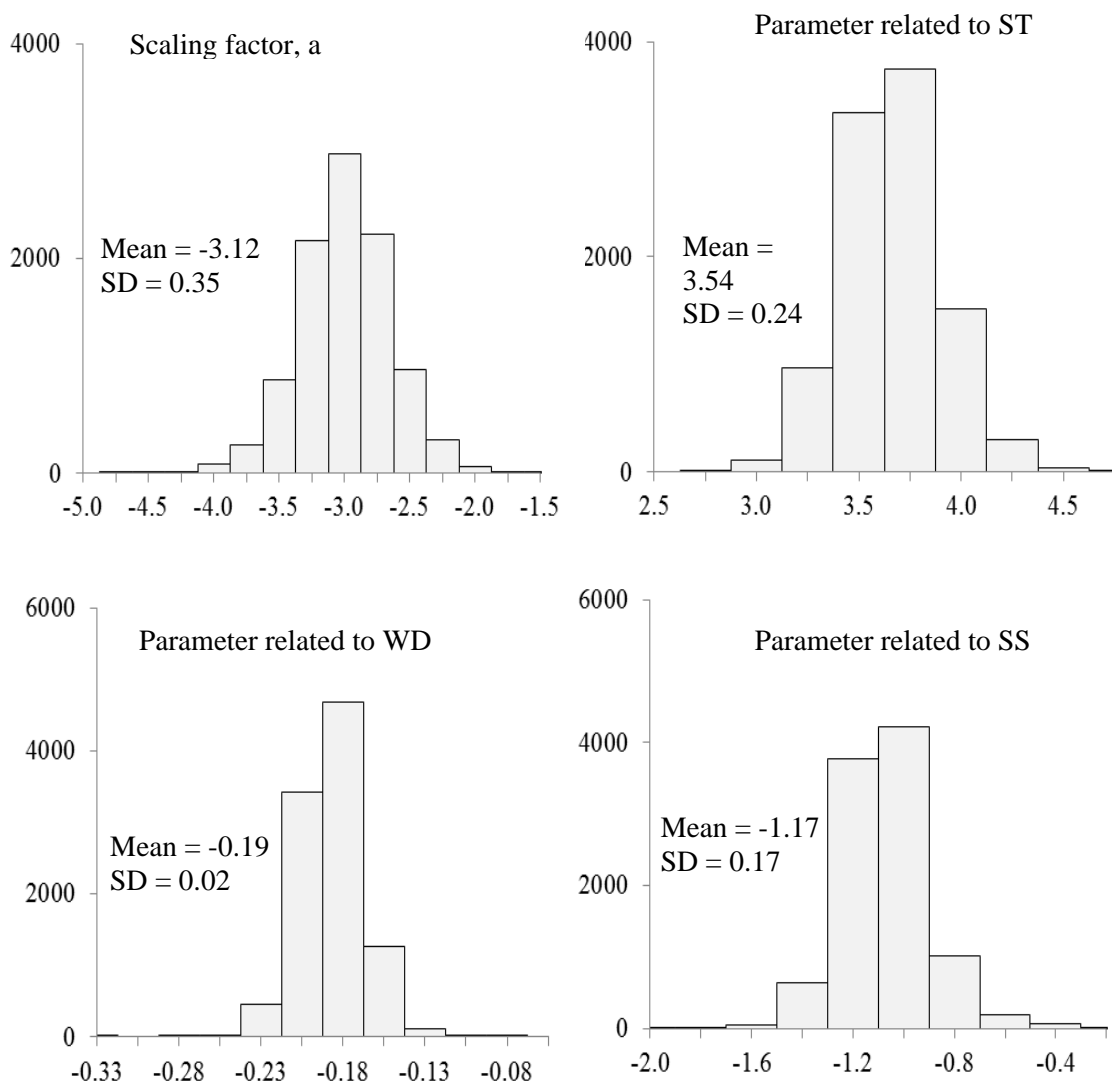 Scaling factor, a
4000
2000
0
Mean = -3.12
SD = 0.35
-5.0 -4.5 -4.0 -3.5 -3.0 -2.5 -2.0 -1.5
Parameter related to ST
4000
2000
0
Mean =
3.54
SD = 0.24
2.5 3.0 3.5 4.0 4.5
Parameter related to WD
6000
4000
2000
0
Mean = -0.19
SD = 0.02
-0.33 -0.28 -0.23 -0.18 -0.13 -0.08
Parameter related to SS
6000
4000
2000
0
Mean = -1.17
SD = 0.17
-2.0 -1.6 -1.2 -0.8 -0.4